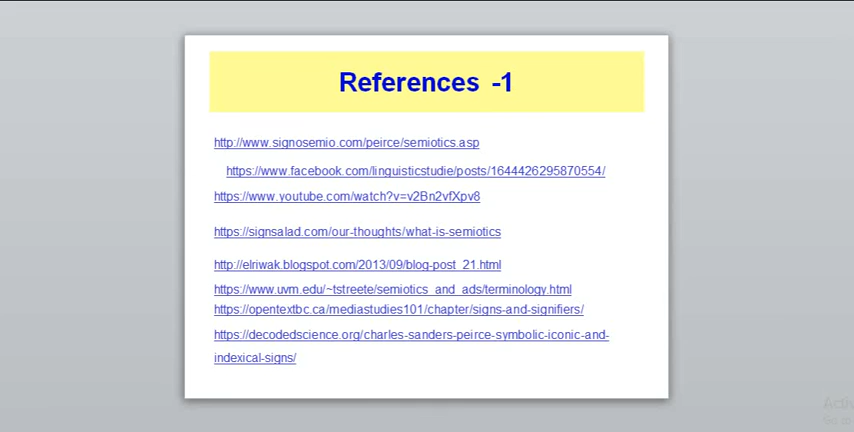 References -1
http://www.signosemio.com/peirce/semiotics.asp
https://www.facebook.com/linguisticstudie/posts/1644426295870554/
https://www.youtube.com/watch?v=v2Bn2vfXpv8
https://signsalad.com/our-thoughts/what-is-semiotics
http://elriwak.blogspot.com/2013/09/blog-post_21.html
https://www.uvm.edu/~tstreete/semiotics_and_ads/terminology.html
https://opentextbc.ca/mediastudies101/chapter/signs-and-signifiers/
https://decodedscience.org/charles-sanders-peirce-symbolic-iconic-and-
indexical-signs/
Activ
Go to